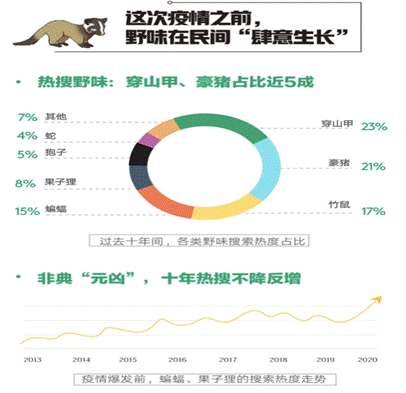 这次疫情之前，
野味在民间“肆意生长”
· 热搜野味：穿山甲、豪猪占比近5成
7% 其他
4% 蛇
5% 狍子
8% 果子狸
15% 蝙蝠
穿山甲 23%
豪猪 21%
竹鼠 17%
过去十年间，各类野味搜索热度占比
· 非典“元凶”，十年热搜不降反增
2013 2014 2015 2016 2017 2018 2019 2020
疫情爆发前，蝙蝠、果子狸的搜索热度走势